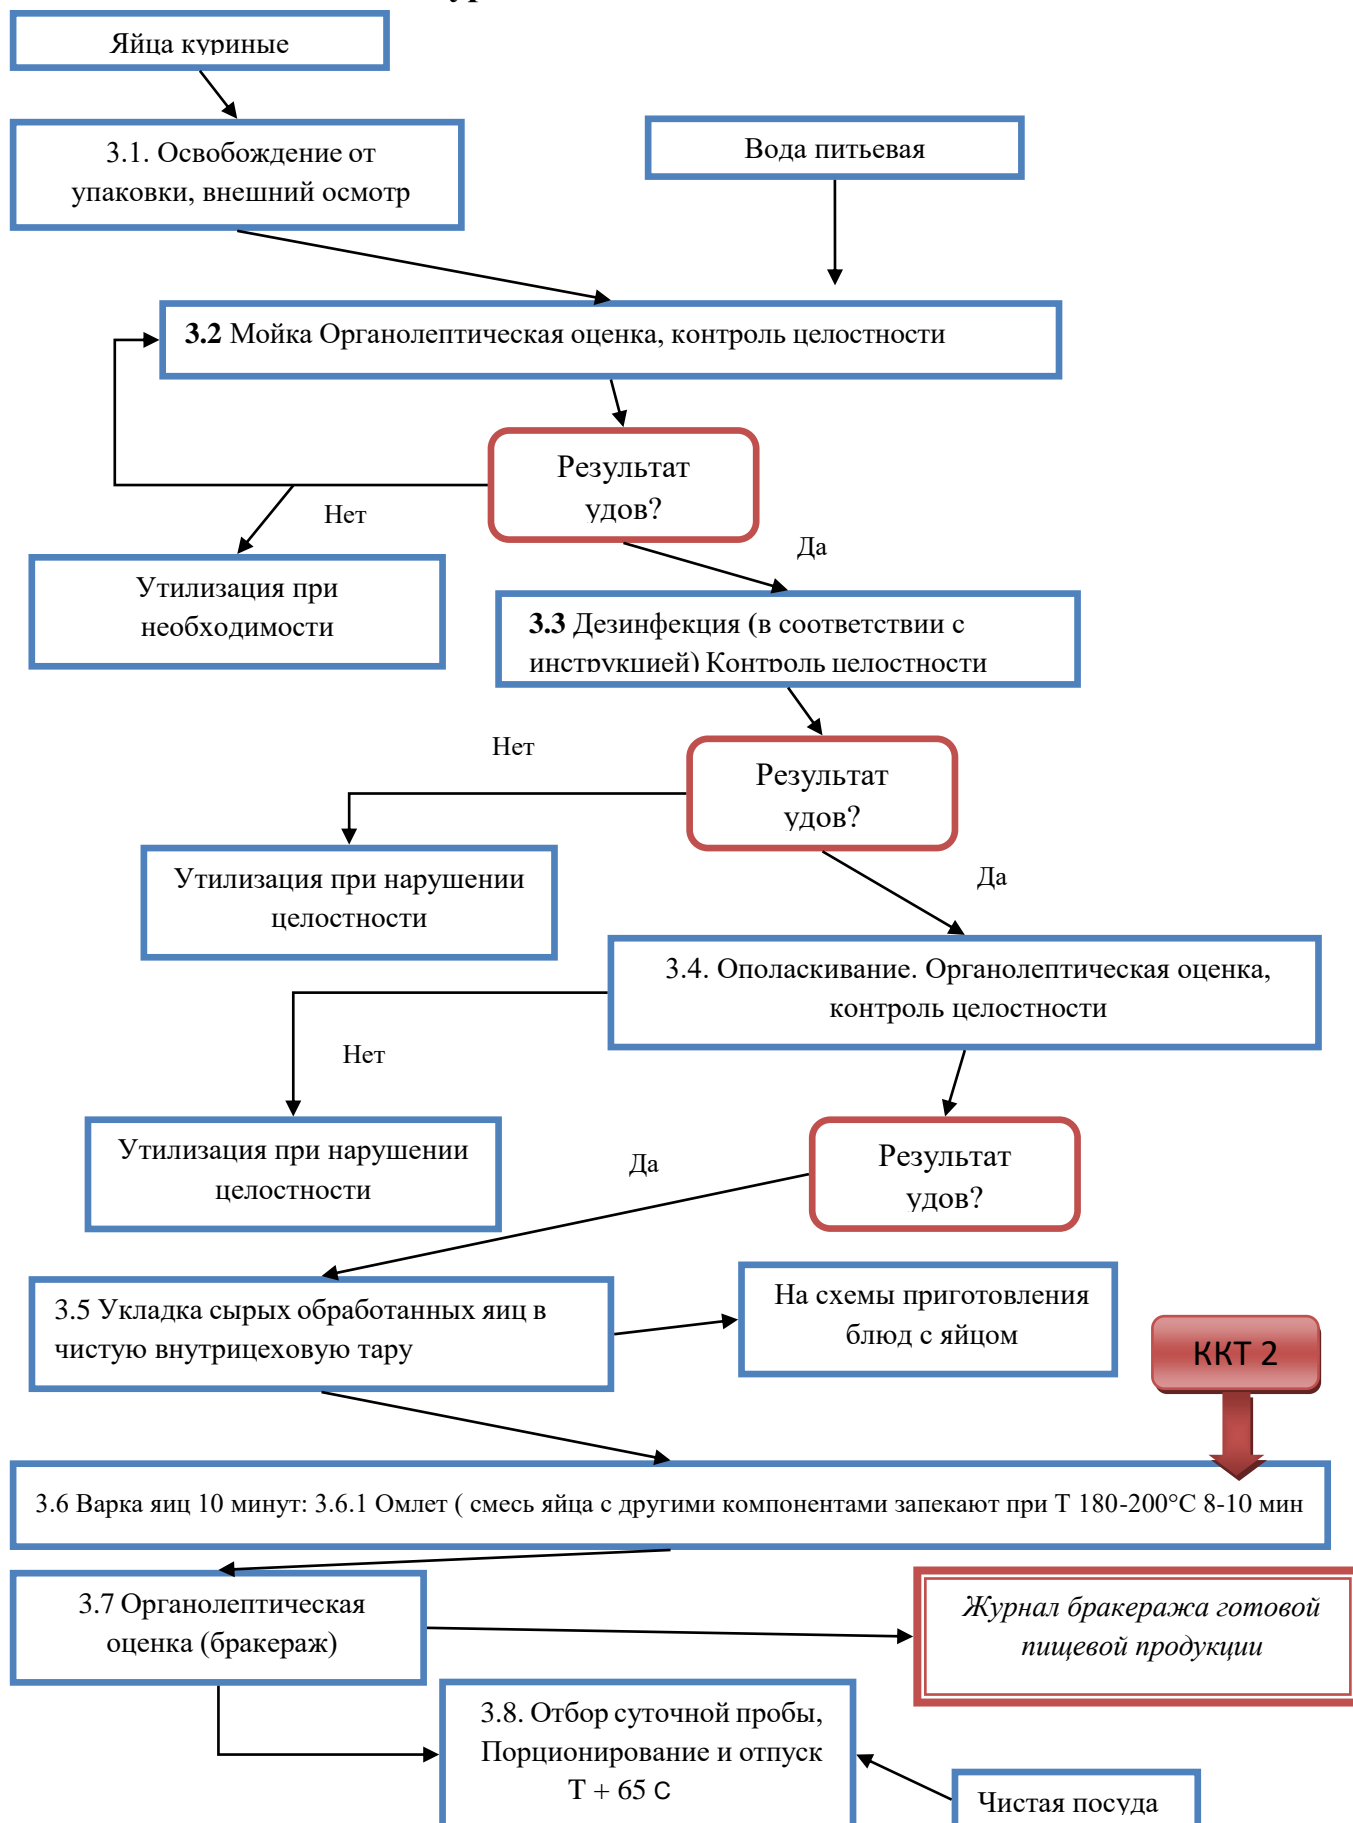 Яйца куриные
3.1. Освобождение от
упаковки, внешний осмотр
Вода питьевая
3.2 Мойка Органолептическая оценка, контроль целостности
Результат
удов?
Нет
Да
Утилизация при
необходимости
3.3 Дезинфекция (в соответствии с
инструкцией) Контроль целостности
Нет
Результат
удов?
Утилизация при нарушении
целостности
Да
3.4. Ополаскивание. Органолептическая оценка,
контроль целостности
Нет
Утилизация при нарушении
целостности
Да
Результат
удов?
3.5 Укладка сырых обработанных яиц в
чистую внутрицеховую тару
На схемы приготовления
блюд с яйцом
ККТ 2
3.6 Варка яиц 10 минут: 3.6.1 Омлет ( смесь яйца с другими компонентами запекают при Т 180-200°С 8-10 мин
3.7 Органолептическая
оценка (бракераж)
Журнал бракеража готовой
пищевой продукции
3.8. Отбор суточной пробы,
Порционирование и отпуск
Т + 65 С
Чистая посуда